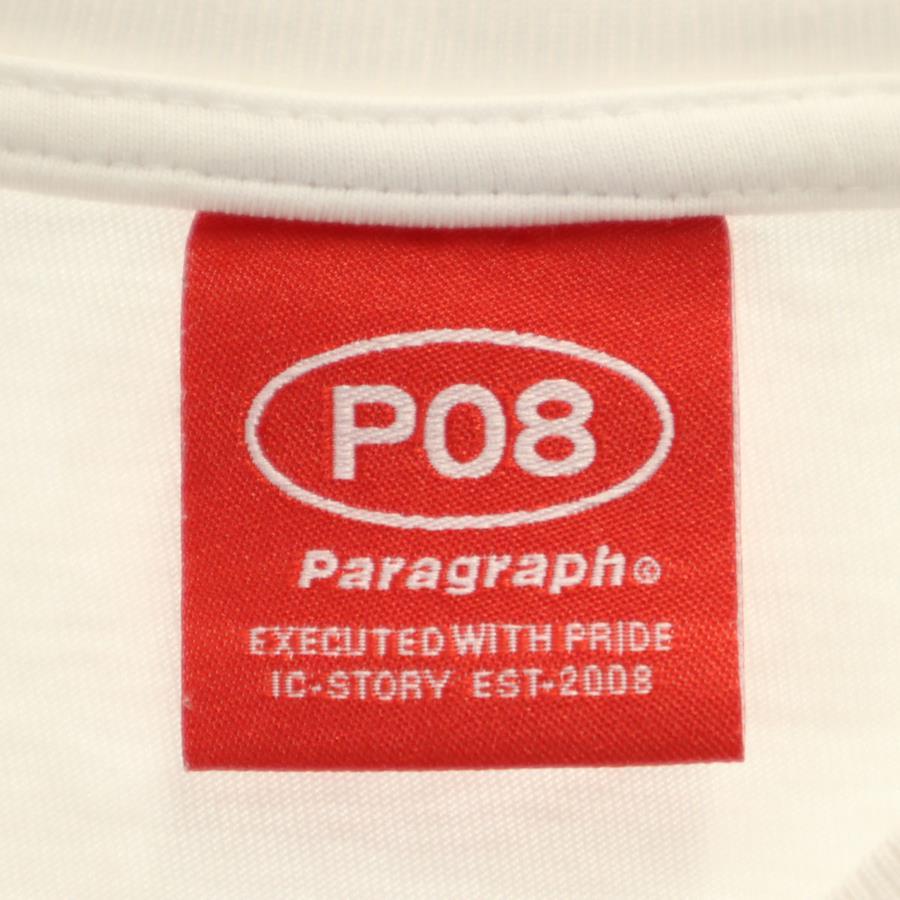 P08
Paragraph©
EXECUTED WITH PRIDE
IC-STORY EST-2008